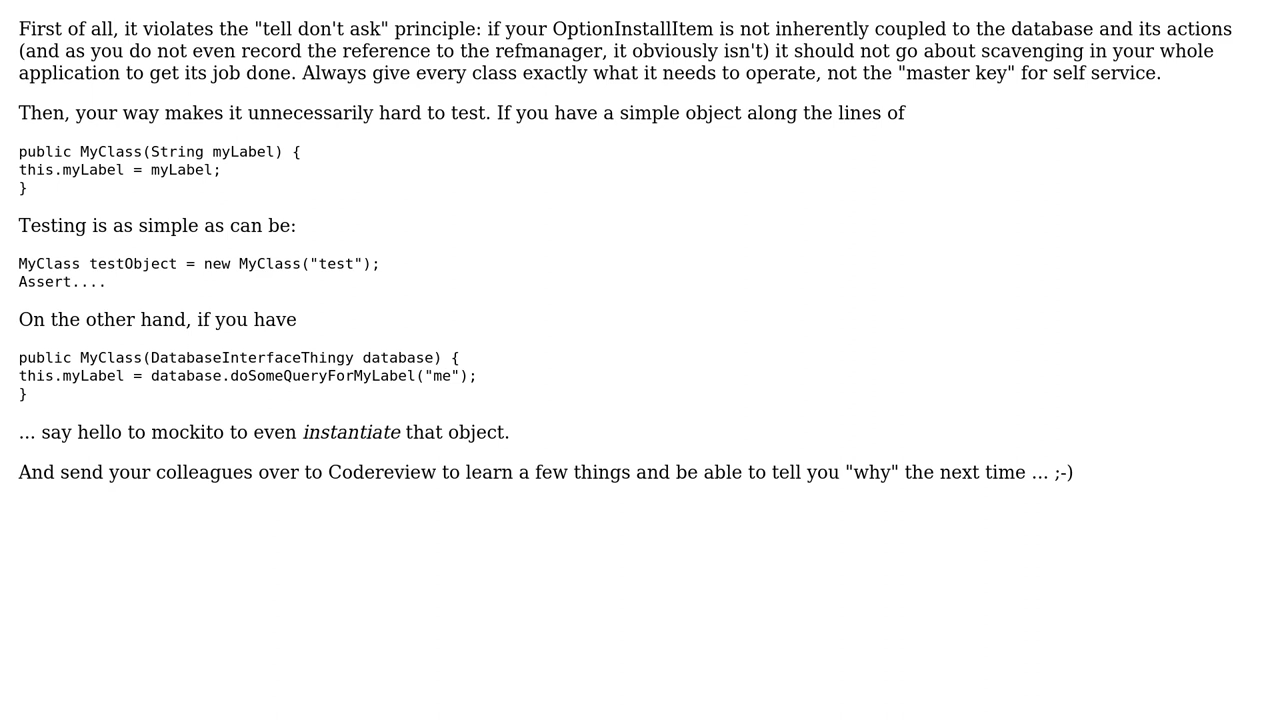 First of all, it violates the "tell don't ask" principle: if your OptionInstallItem is not inherently coupled to the database and its actions
(and as you do not even record the reference to the refmanager, it obviously isn't) it should not go about scavenging in your whole
application to get its job done. Always give every class exactly what it needs to operate, not the "master key" for self service.
Then, your way makes it unnecessarily hard to test. If you have a simple object along the lines of
public MyClass(String myLabel) {
this.myLabel = myLabel;
}
Testing is as simple as can be:
MyClass testObject = new MyClass("test");
Assert....
On the other hand, if you have
public MyClass(DatabaseInterfaceThingy database) {
this.myLabel = database.doSomeQueryForMyLabel("me");
}
... say hello to mockito to even instantiate that object.
And send your colleagues over to Codereview to learn a few things and be able to tell you "why" the next time ... ;-)